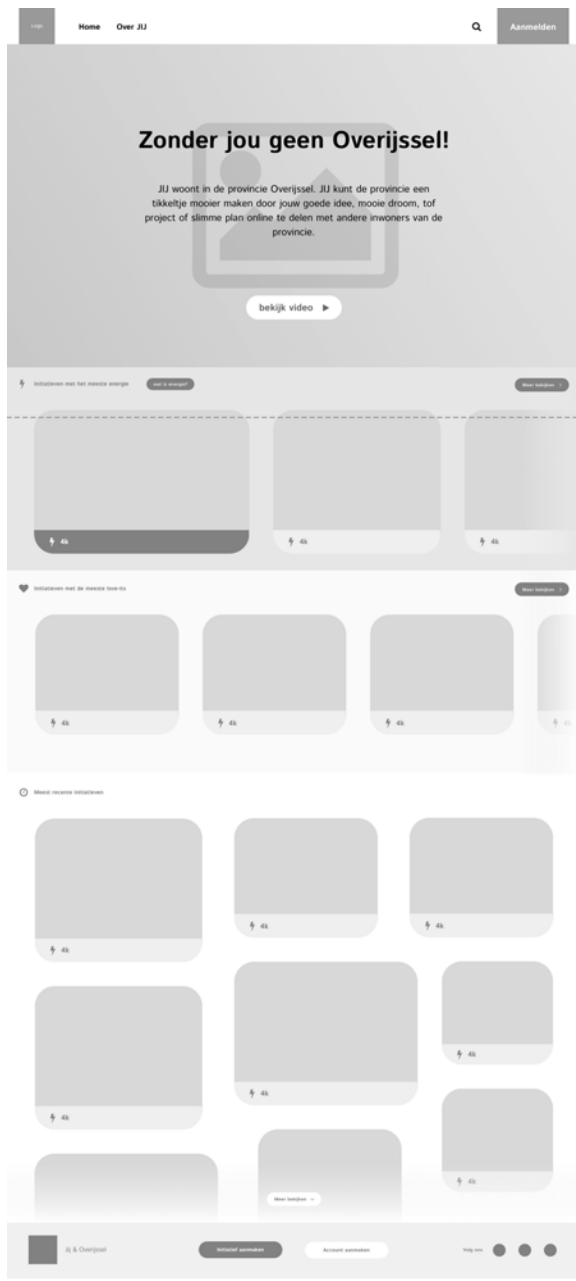 Logo
Home
Over JIJ
Aanmelden
Zonder jou geen Overijssel!
JIJ woont in de provincie Overijssel. JIJ kunt de provincie een
tikkeltje mooier maken door jouw goede idee, mooie droom, tof
project of slimme plan online te delen met andere inwoners van de
provincie.
bekijk video
Initiatieven met het meeste energie
wat is energie?
Meer bekijken
4k
4k
4k
Initiatieven met de meeste love-tis
Meer bekijken
4k
4k
4k
4k
Meest recente initiatieven
4k
4k
4k
4k
4k
4k
4k
Meer bekijken
Jij & Overijssel
Initiatief aanmaken
Account aanmaken
Volg ons